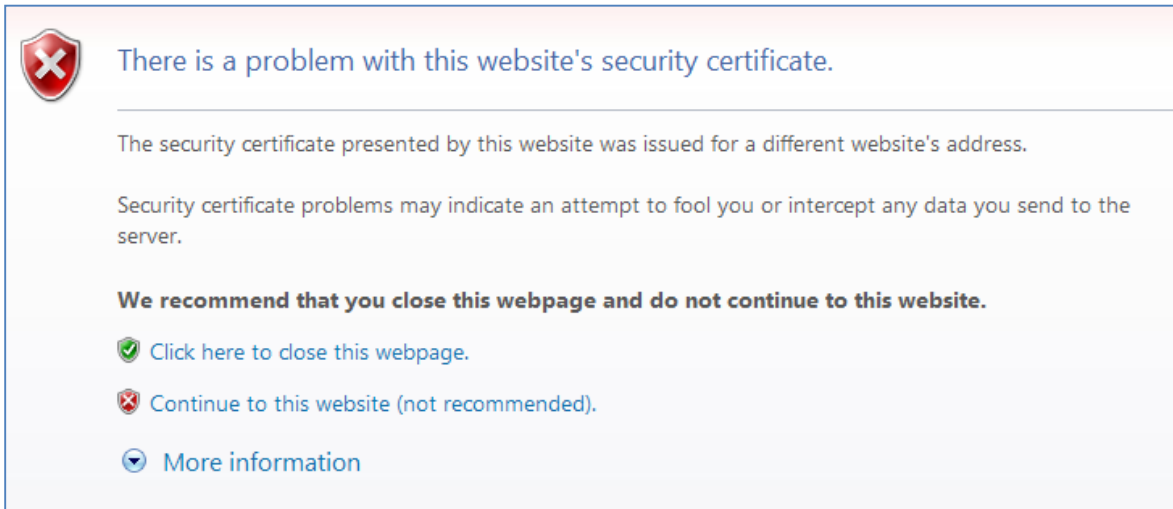 There is a problem with this website's security certificate.
The security certificate presented by this website was issued for a different website's address.
Security certificate problems may indicate an attempt to fool you or intercept any data you send to the
server.
We recommend that you close this webpage and do not continue to this website.
Click here to close this webpage.
Continue to this website (not recommended).
More information